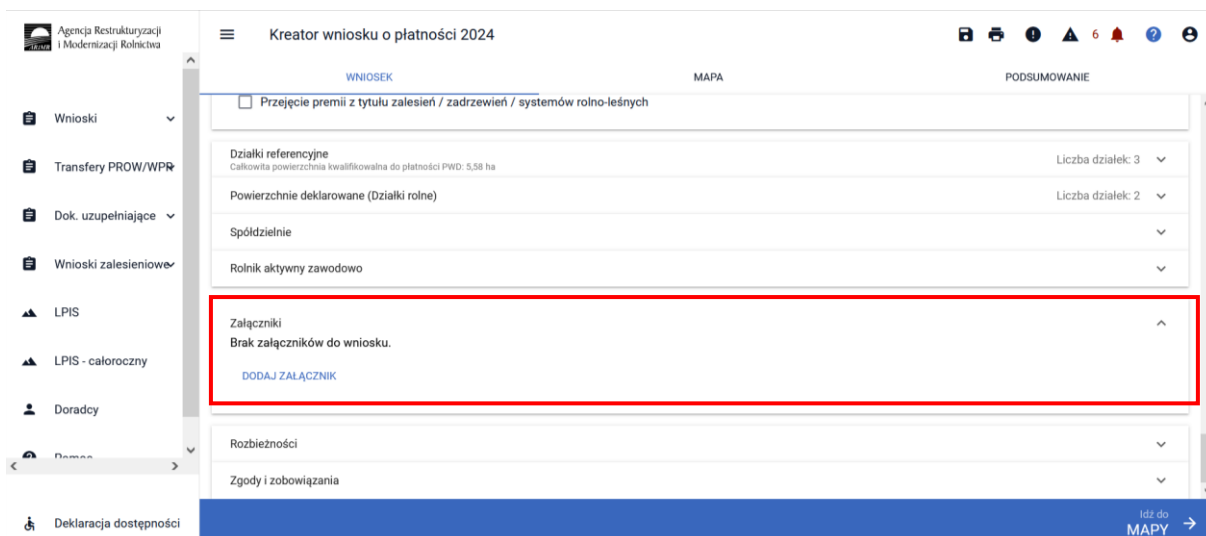 Agencja Restrukturyzacji
i Modernizacji Rolnictwa
ARiMR
Kreator wniosku o płatności 2024
6
WNIOSEK
MAPA
PODSUMOWANIE
Przejęcie premii z tytułu zalesień / zadrzewień / systemów rolno-leśnych
Wnioski
Transfery PROW/WPR
Dok. uzupełniające
Wnioski zalesieniowe
LPIS
LPIS - całoroczny
Doradcy
Pomoc
Deklaracja dostępności
Działki referencyjne
Całkowita powierzchnia kwalifikowalna do płatności PWD: 5,58 ha
Liczba działek: 3
Powierzchnie deklarowane (Działki rolne)
Liczba działek: 2
Spółdzielnie
Rolnik aktywny zawodowo
Załączniki
Brak załączników do wniosku.
DODAJ ZAŁĄCZNIK
Rozbieżności
Zgody i zobowiązania
Idź do
MAPY